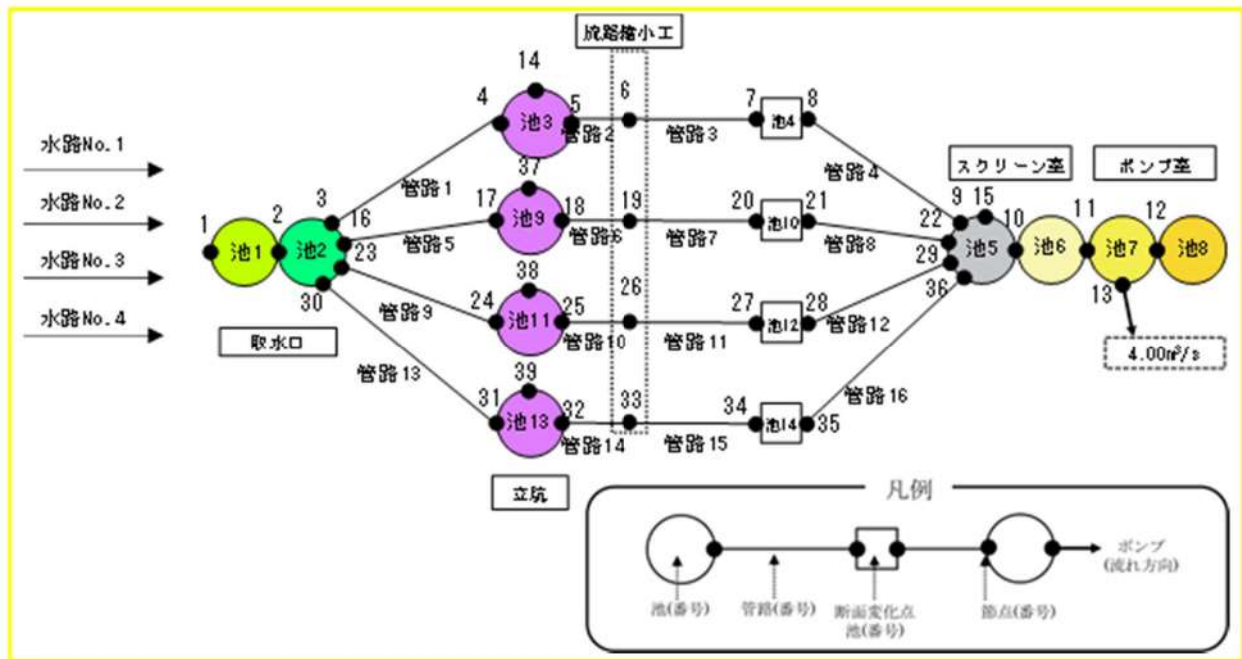 流路縮小工
14
4
5
6
7
8
池3
池4
管路2
管路3
水路No.1
水路No.2
水路No.3
水路No.4
管路1
管路4
37
スクリーン室
ポンプ室
3
16
17
池9
18
19
20
池10
21
9
15
22
10
11
12
1
2
池1
池2
23
管路5
管路6
管路7
管路8
29
池5
池6
池7
池8
38
30
24
池11
25
26
27
池12
28
36
13
管路9
管路10
管路11
管路12
取水口
4.00㎥/s
管路13
39
31
池13
32
33
34
池14
35
管路16
管路14
管路15
立坑
凡例
ポンプ
(流れ方向)
池(番号)
管路(番号)
断面変化点
池(番号)
節点(番号)